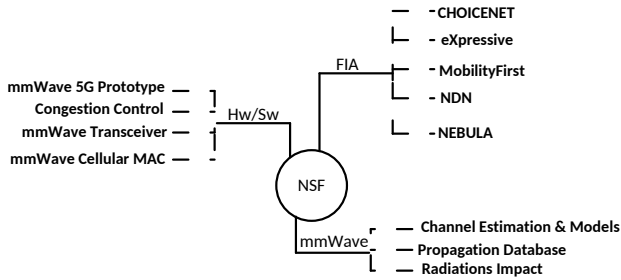 CHOICENET
eXpressive
FIA
MobilityFirst
NDN
NEBULA
mmWave 5G Prototype
Congestion Control
Hw/Sw
mmWave Transceiver
mmWave Cellular MAC
NSF
mmWave
Channel Estimation & Models
Propagation Database
Radiations Impact